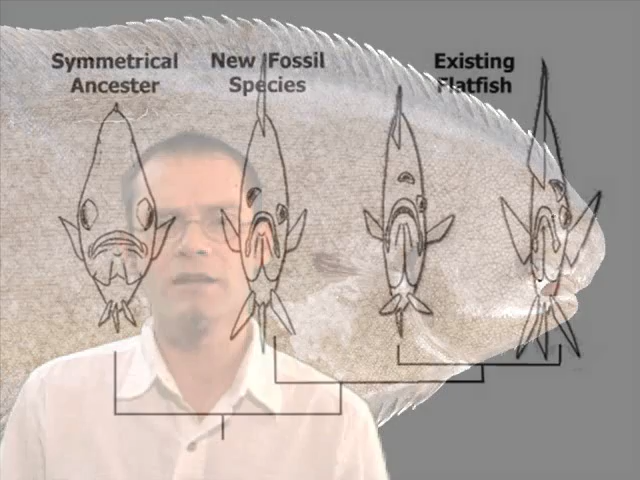 Symmetrical
Ancester
New Fossil
Species
Existing
Flatfish